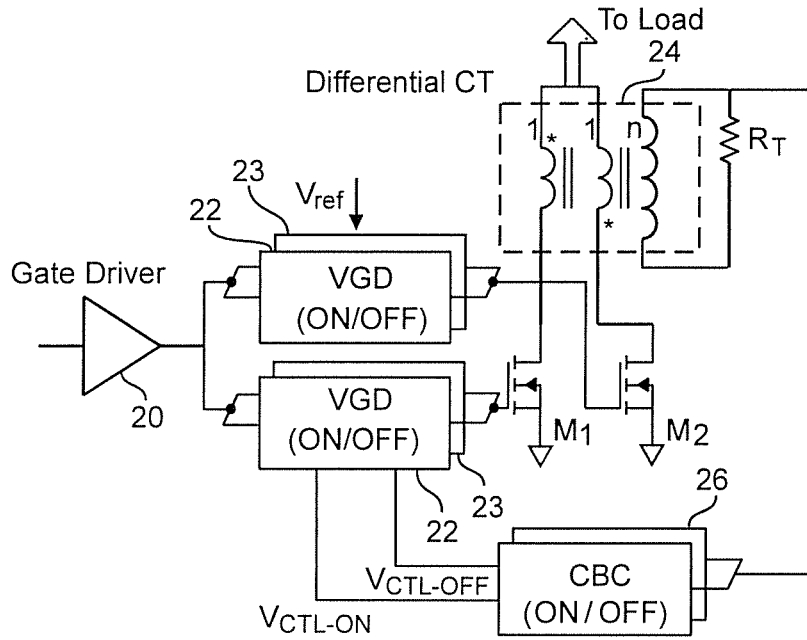 To Load
24
Differential CT
1
*
1
n
*
R_T
V_ref
23
22
VGD
(ON/OFF)
Gate Driver
20
VGD
(ON/OFF)
M_1
M_2
23
22
26
V_CTL-OFF
V_CTL-ON
CBC
(ON/OFF)